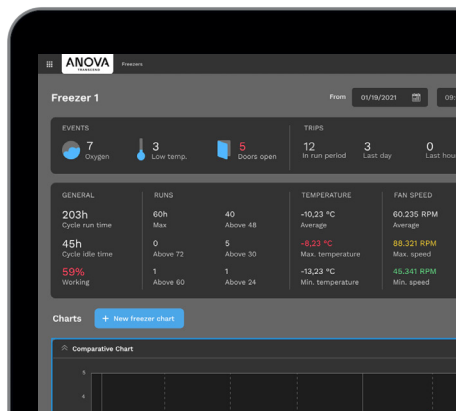 ANOVA
TRANSCEND
Freezers
Freezer 1
From 01/19/2021 09:
EVENTS
7 Oxygen
3 Low temp.
5 Doors open
TRIPS
12 In run period
3 Last day
0 Last hou
GENERAL
203h
Cycle run time
45h
Cycle idle time
59%
Working
RUNS
60h Max
40 Above 48
0 Above 72
5 Above 30
1 Above 60
1 Above 24
TEMPERATURE
-10,23 °C
Average
-8,23 °C
Max. temperature
-13,23 °C
Min. temperature
FAN SPEED
60.235 RPM
Average
88.321 RPM
Max. speed
45.341 RPM
Min. speed
Charts
+ New freezer chart
Comparative Chart
5
4